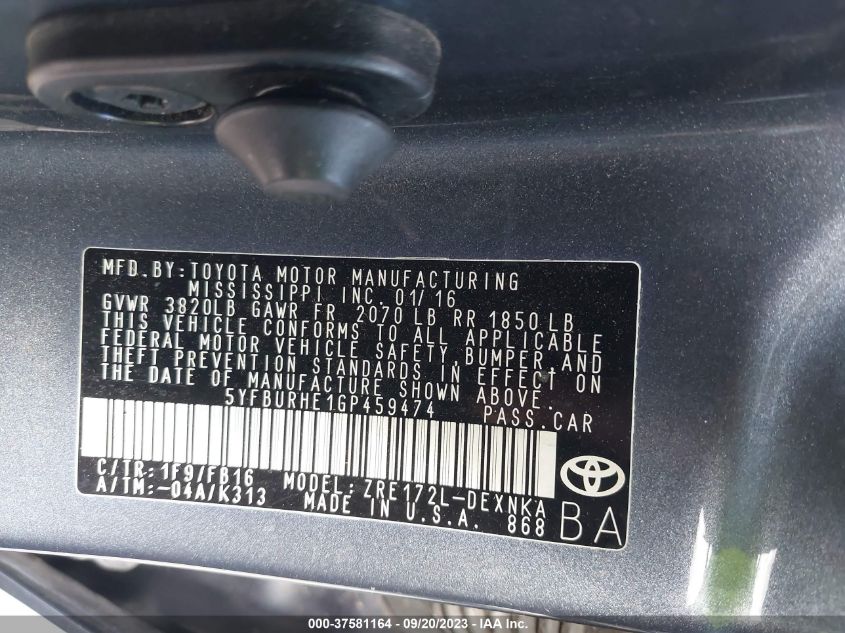 MFD.BY:TOYOTA MOTOR MANUFACTURING
MISSISSIPPI INC. 01/16
GVWR 3820LB GAWR FR 2070 LB RR 1850 LB
THIS VEHICLE CONFORMS TO ALL APPLICABLE
FEDERAL MOTOR VEHICLE SAFETY,BUMPER,AND
THEFT PREVENTION STANDARDS IN EFFECT ON
THE DATE OF MANUFACTURE SHOWN ABOVE.
5YFBURHE1GP459474 PASS.CAR
C/TR:1F9/FB16 MODEL:ZRE172L-DEXNKA
A/TM:-04A/K313 MADE IN U.S.A. 868
BA
000-37581164 - 09/20/2023 - Copyright IAA, Inc.